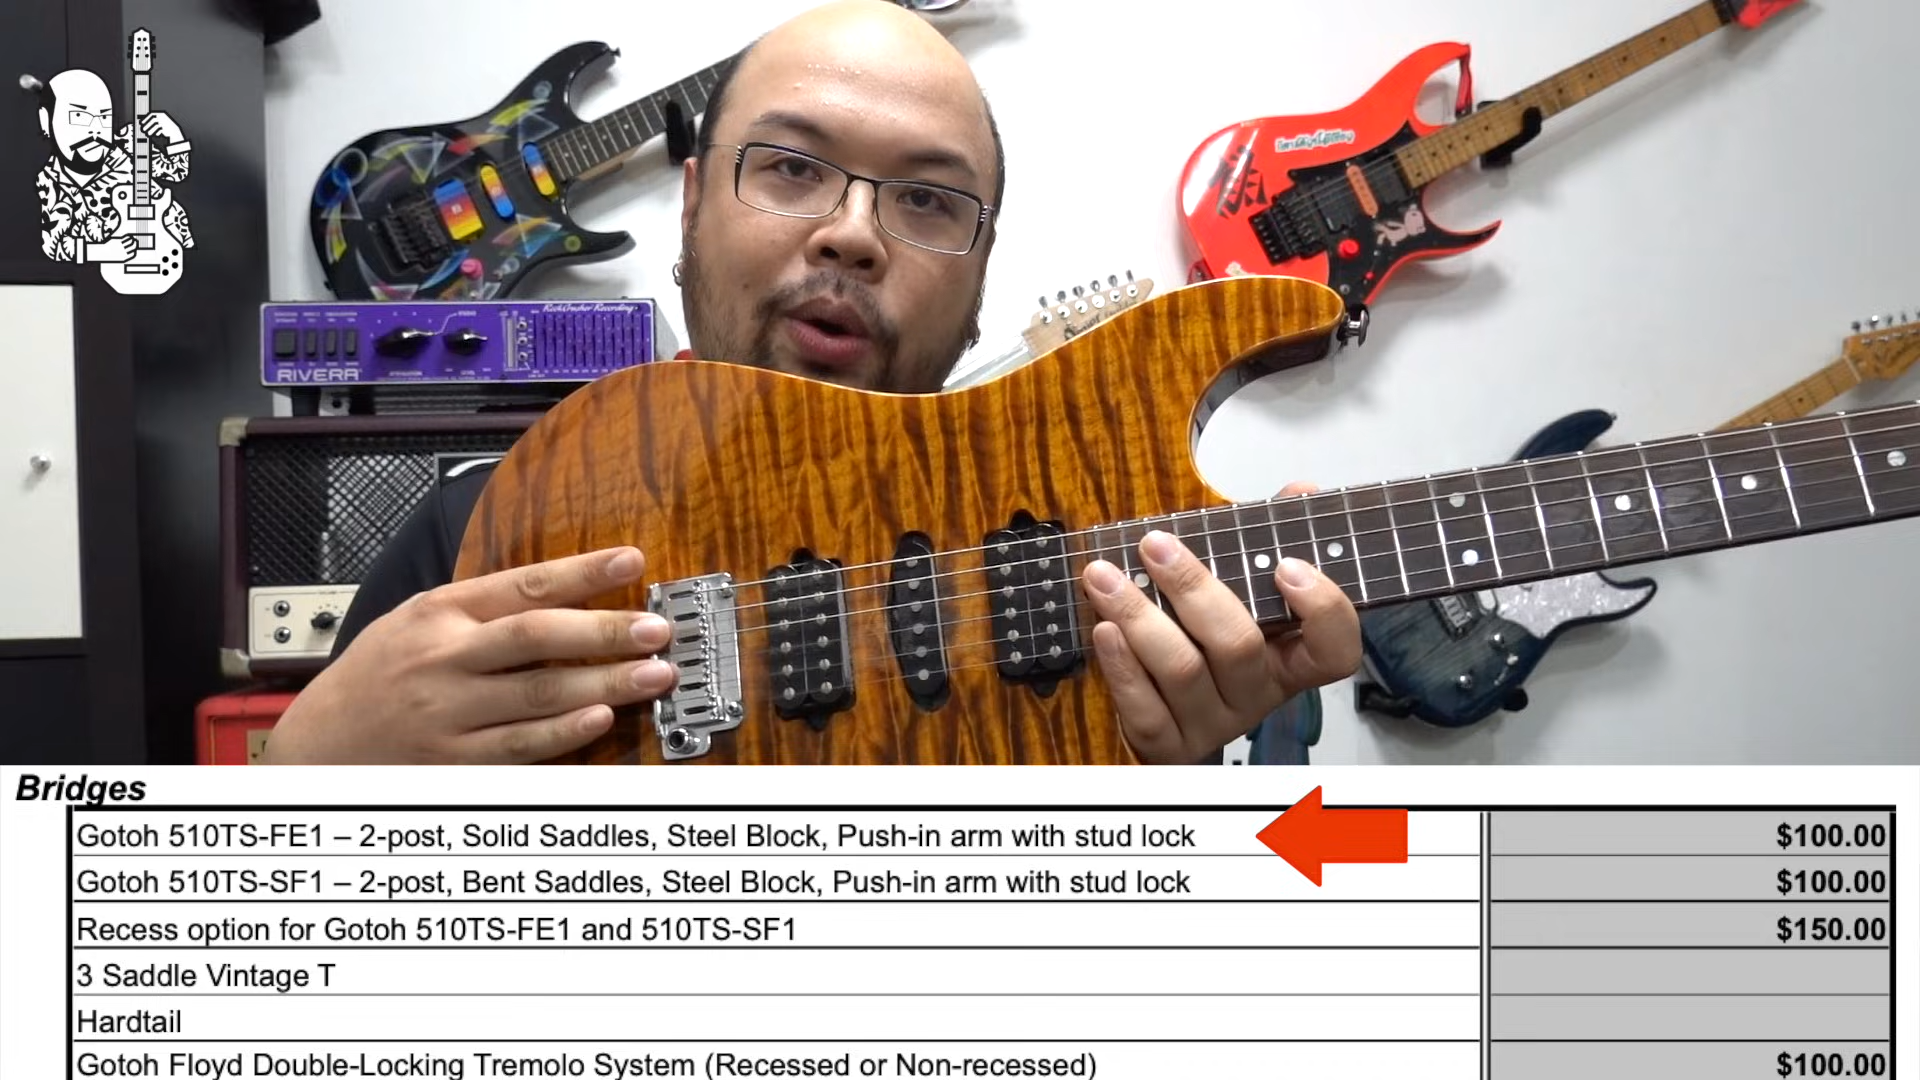 RockCrusher Recording
RIVERA
Bridges
Gotoh 510TS-FE1 – 2-post, Solid Saddles, Steel Block, Push-in arm with stud lock $100.00
Gotoh 510TS-SF1 – 2-post, Bent Saddles, Steel Block, Push-in arm with stud lock $100.00
Recess option for Gotoh 510TS-FE1 and 510TS-SF1 $150.00
3 Saddle Vintage T
Hardtail
Gotoh Floyd Double-Locking Tremolo System (Recessed or Non-recessed) $100.00